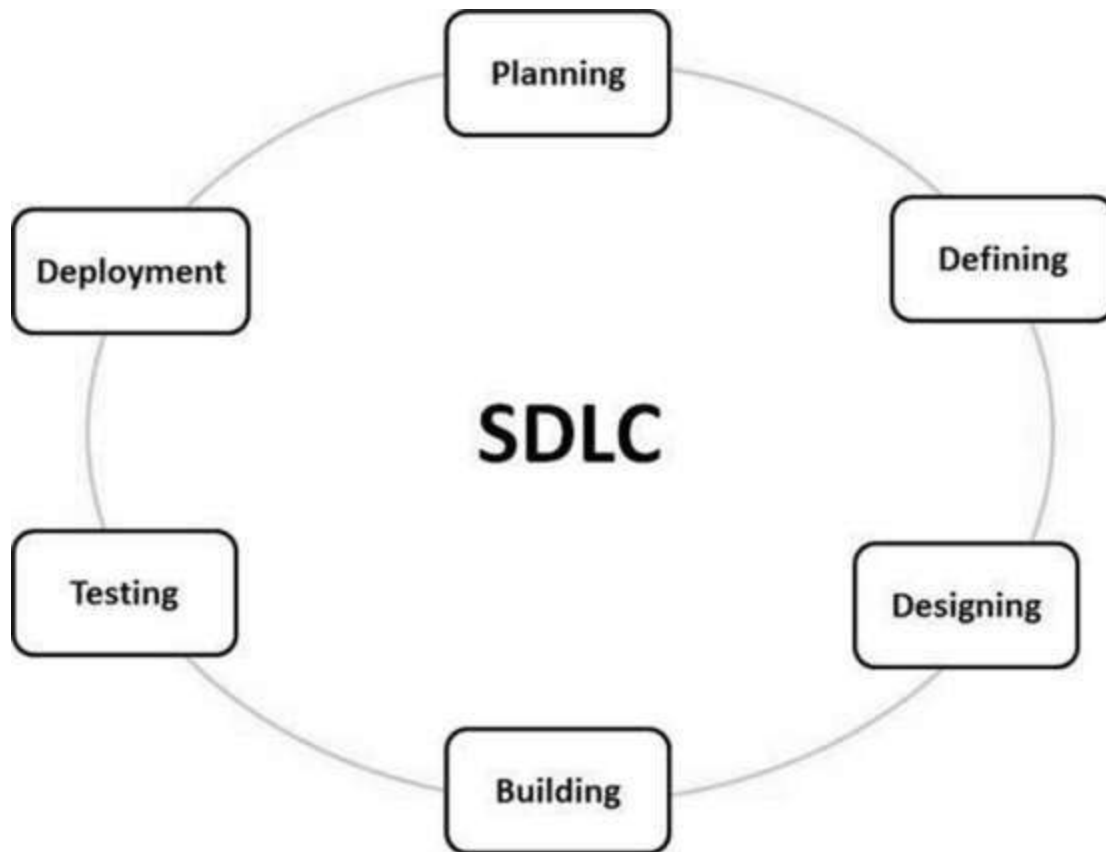 Planning
Defining
Designing
Building
Testing
Deployment
SDLC